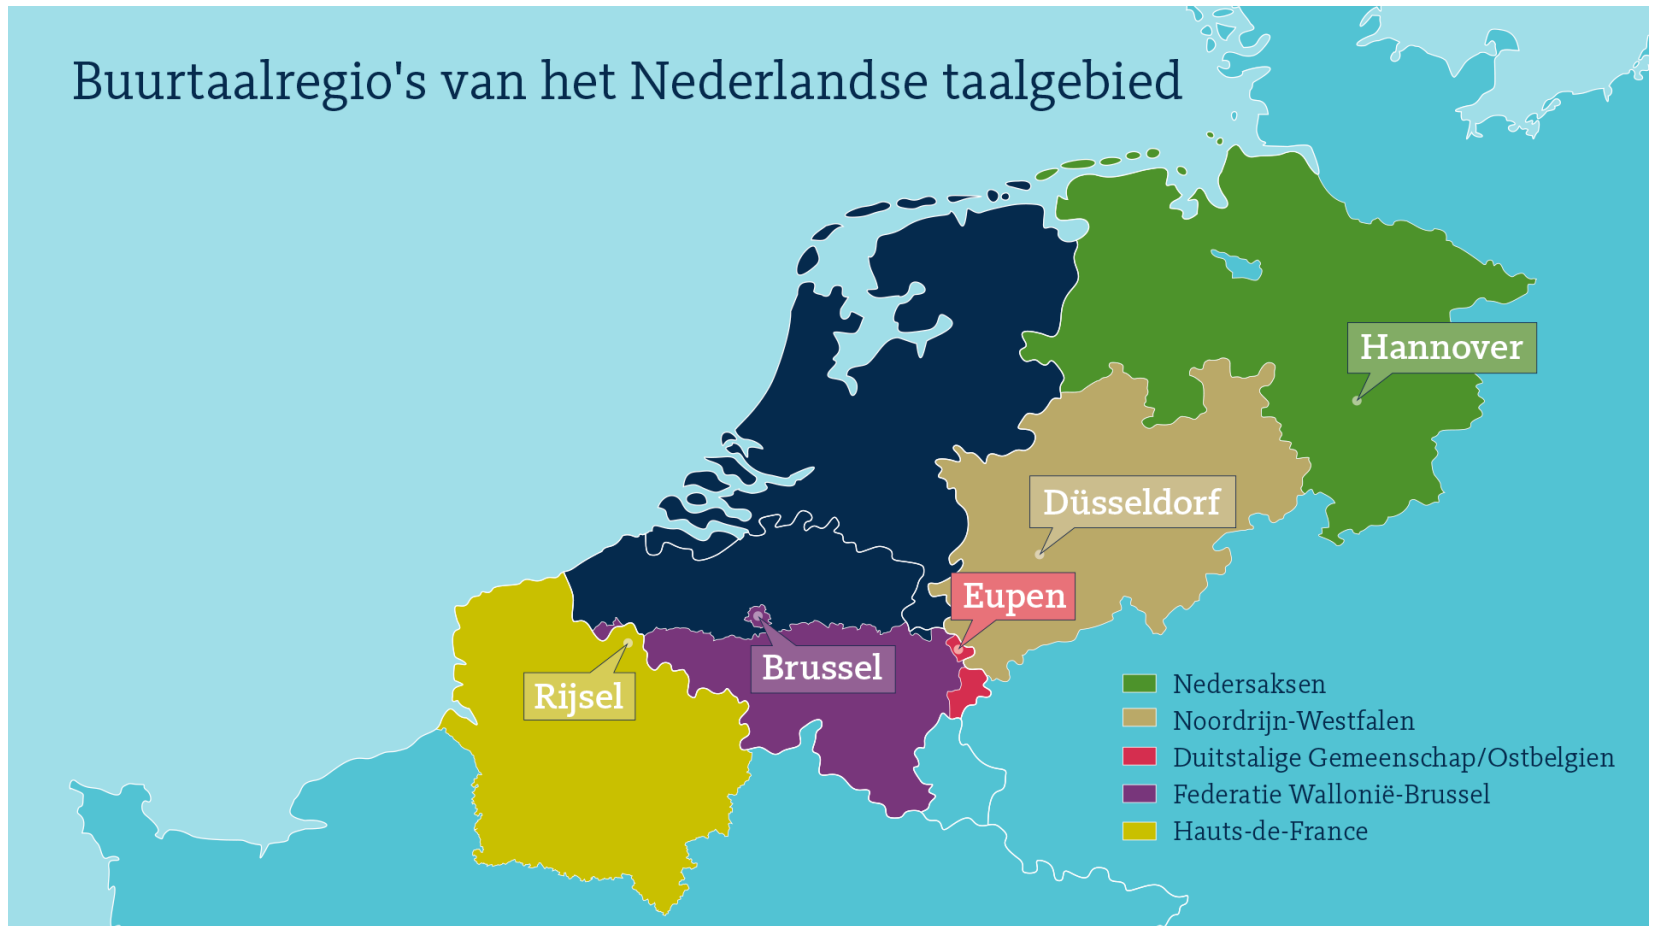 Buurtaalregio's van het Nederlandse taalgebied
Hannover
Düsseldorf
Eupen
Brussel
Rijsel
Nedersaksen
Noordrijn-Westfalen
Duitstalige Gemeenschap/Ostbelgien
Federatie Wallonië-Brussel
Hauts-de-France